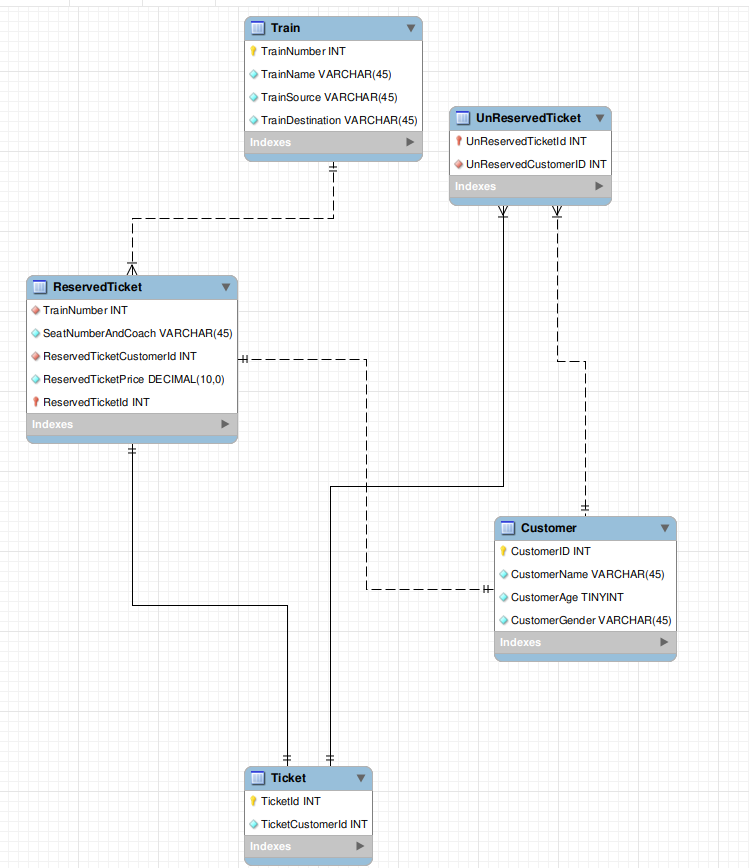 Train
TrainNumber INT
TrainName VARCHAR(45)
TrainSource VARCHAR(45)
TrainDestination VARCHAR(45)
Indexes
UnReservedTicket
UnReservedTicketId INT
UnReservedCustomerID INT
Indexes
ReservedTicket
TrainNumber INT
SeatNumberAndCoach VARCHAR(45)
ReservedTicketCustomerId INT
ReservedTicketPrice DECIMAL(10,0)
ReservedTicketId INT
Indexes
Customer
CustomerID INT
CustomerName VARCHAR(45)
CustomerAge TINYINT
CustomerGender VARCHAR(45)
Indexes
Ticket
TicketId INT
TicketCustomerId INT
Indexes